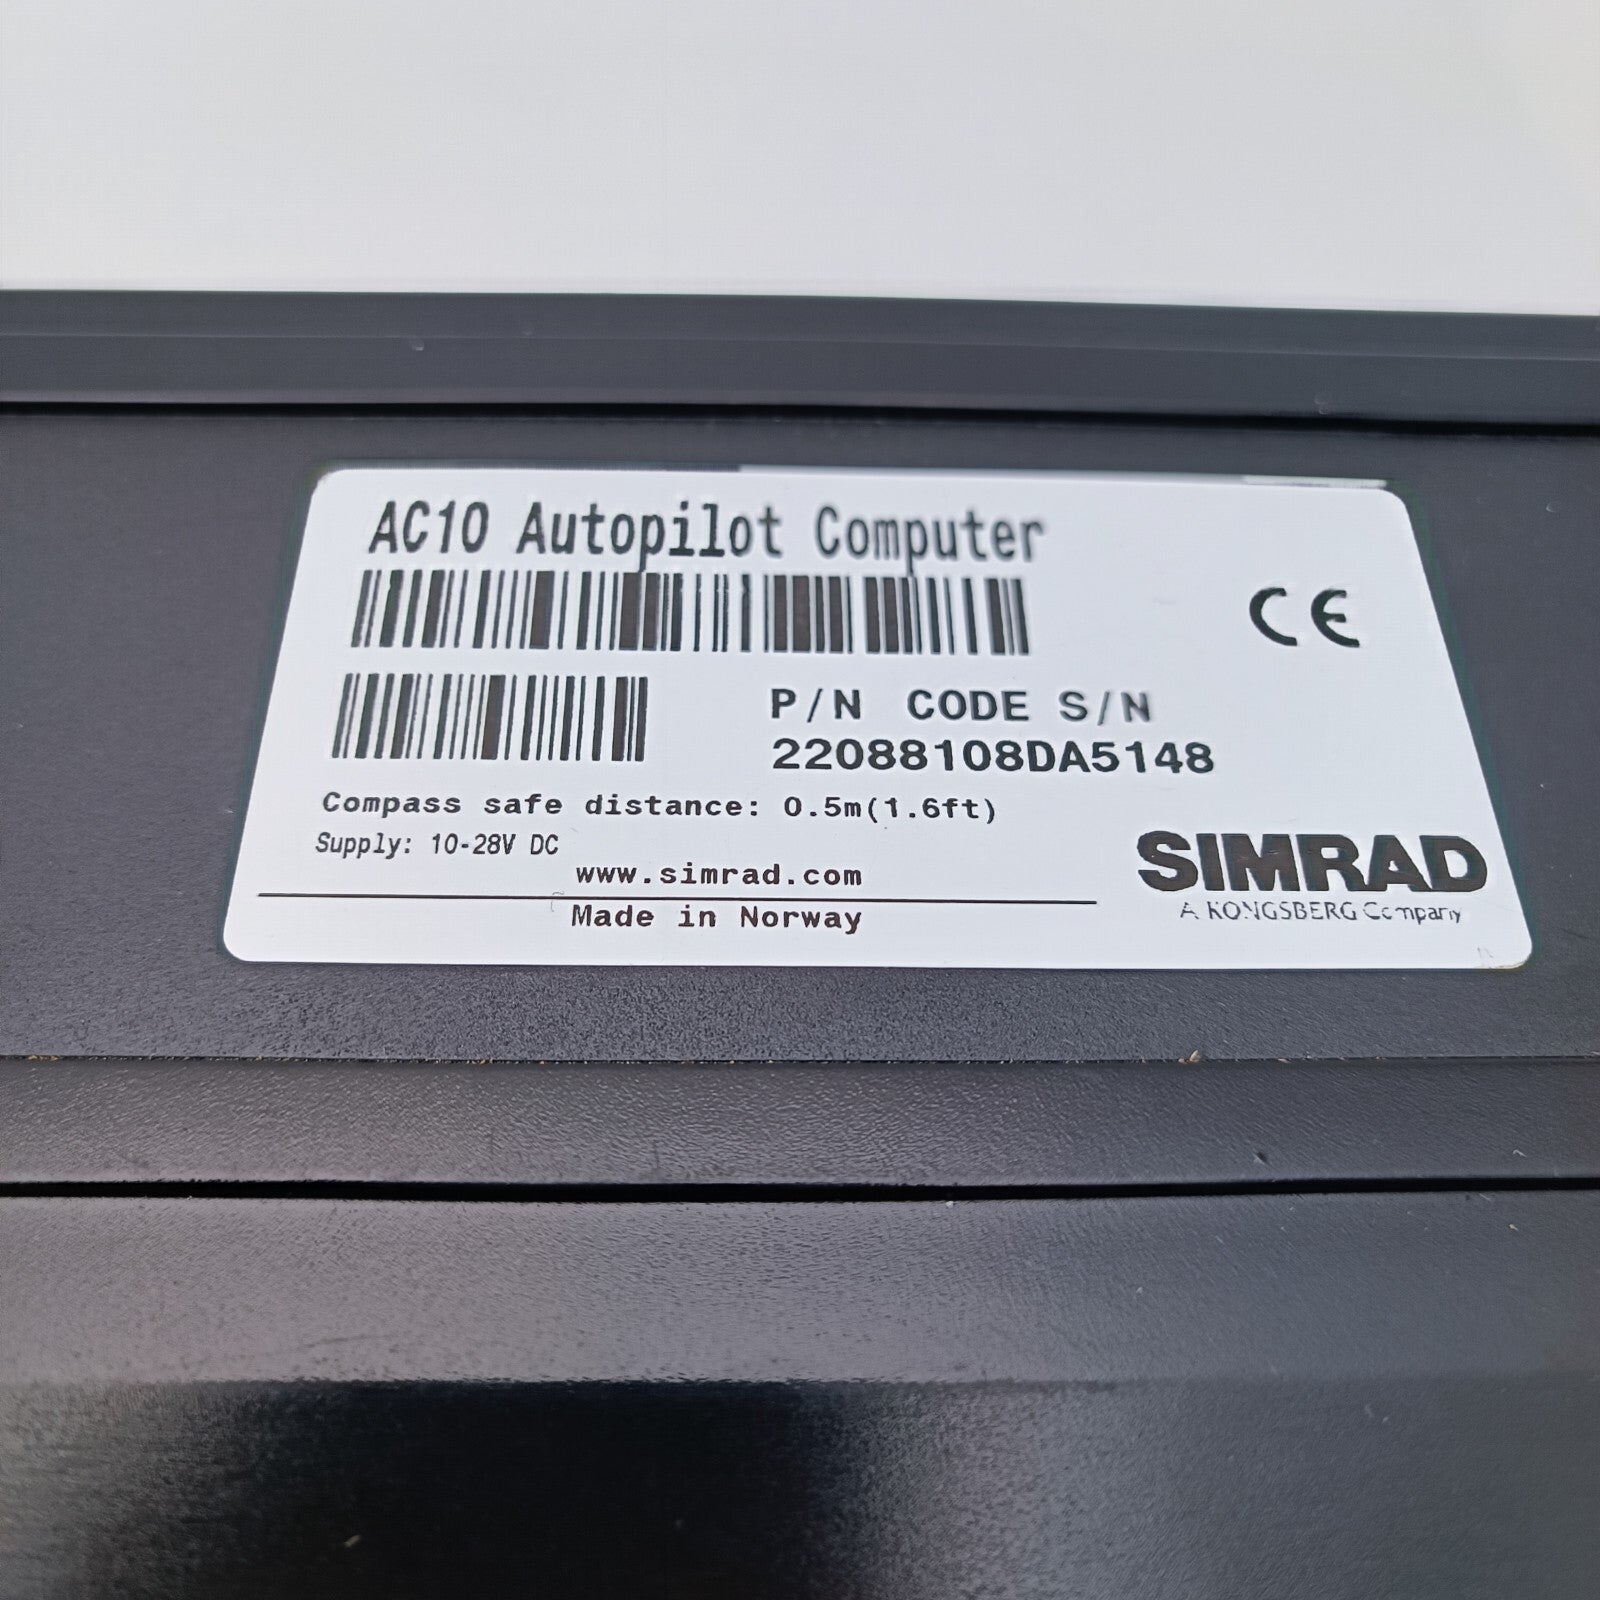 AC10 Autopilot Computer
CE
P/N CODE S/N
22088108DA5148
Compass safe distance: 0.5m(1.6ft)
Supply: 10-28V DC
www.simrad.com
Made in Norway
SIMRAD
A KONGSBERG Company